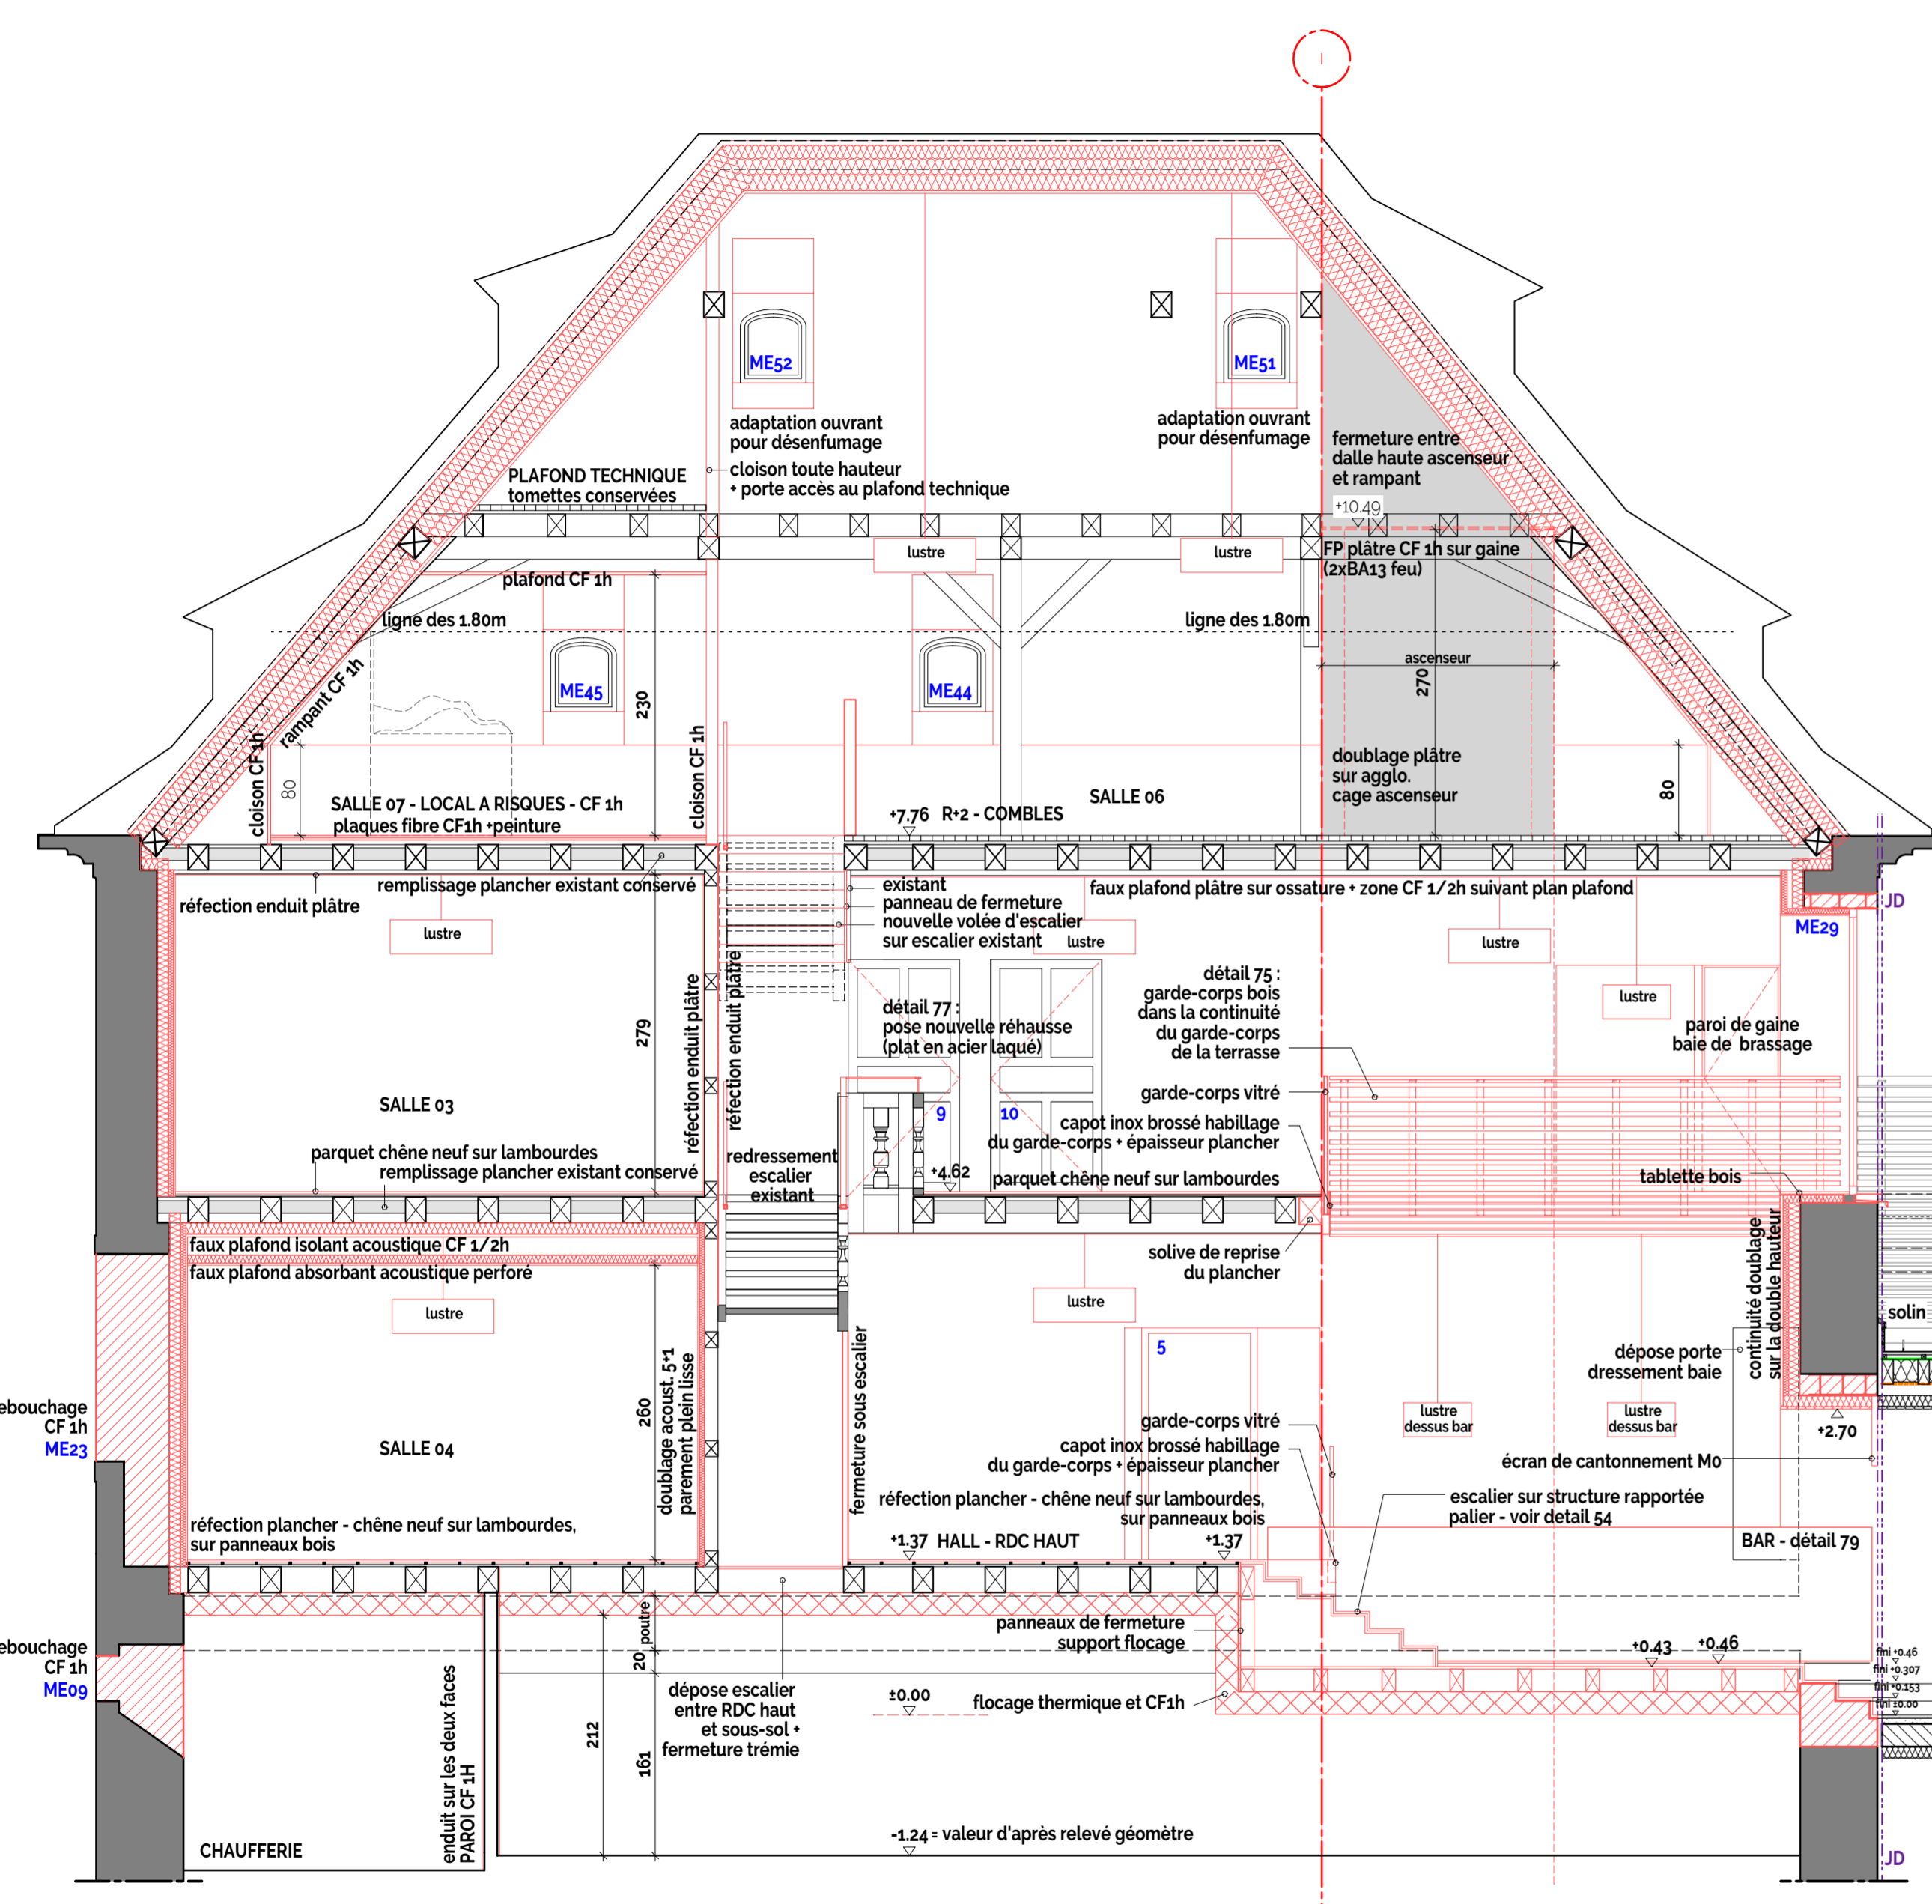 ME52
ME51
adaptation ouvrant
pour désenfumage
adaptation ouvrant
pour désenfumage
fermeture entre
dalle haute ascenseur
et rampant
+10.49
PLAFOND TECHNIQUE
tomettes conservées
cloison toute hauteur
+ porte accès au plafond technique
lustre
lustre
FP plâtre CF 1h sur gaine
(2xBA13 feu)
plafond CF 1h
ligne des 1.80m
ligne des 1.80m
ascenseur
270
rampant CF 1h
ME45
ME44
230
cloison CF 1h
80
cloison CF 1h
doublage plâtre
sur agglo.
cage ascenseur
80
SALLE 07 - LOCAL A RISQUES - CF 1h
plaques fibre CF1h +peinture
SALLE 06
+7.76 R+2 - COMBLES
remplissage plancher existant conservé
réfection enduit plâtre
existant
panneau de fermeture
nouvelle volée d'escalier
sur escalier existant
faux plafond plâtre sur ossature + zone CF 1/2h suivant plan plafond
JD
ME29
lustre
lustre
lustre
lustre
279
réfection enduit plâtre
réfection enduit plâtre
détail 77 :
pose nouvelle réhausse
(plat en acier laqué)
détail 75 :
garde-corps bois
dans la continuité
du garde-corps
de la terrasse
paroi de gaine
baie de brassage
garde-corps vitré
SALLE 03
9
10
capot inox brossé habillage
du garde-corps + épaisseur plancher
parquet chêne neuf sur lambourdes
remplissage plancher existant conservé
redressement
escalier
existant
+4.62
parquet chêne neuf sur lambourdes
tablette bois
faux plafond isolant acoustique CF 1/2h
faux plafond absorbant acoustique perforé
solive de reprise
du plancher
continuité doublage
sur la double hauteur
lustre
lustre
solin
5
dépose porte
dressement baie
fermeture sous escalier
doublage acoust. 5+1
parement plein lisse
260
ebouchage
CF 1h
ME23
SALLE 04
garde-corps vitré
capot inox brossé habillage
du garde-corps + épaisseur plancher
lustre
dessus bar
lustre
dessus bar
+2.70
écran de cantonnement M0
réfection plancher - chêne neuf sur lambourdes,
sur panneaux bois
réfection plancher - chêne neuf sur lambourdes,
sur panneaux bois
escalier sur structure rapportée
palier - voir detail 54
+1.37 HALL - RDC HAUT
+1.37
BAR - détail 79
20 poutre
panneaux de fermeture
support flocage
+0.43
+0.46
fini +0.46
fini +0.307
fini +0.153
fini ±0.00
ebouchage
CF 1h
ME09
212
161
dépose escalier
entre RDC haut
et sous-sol +
fermeture trémie
±0.00
flocage thermique et CF1h
enduit sur les deux faces
PAROI CF 1H
CHAUFFERIE
-1.24 = valeur d'après relevé géomètre
JD